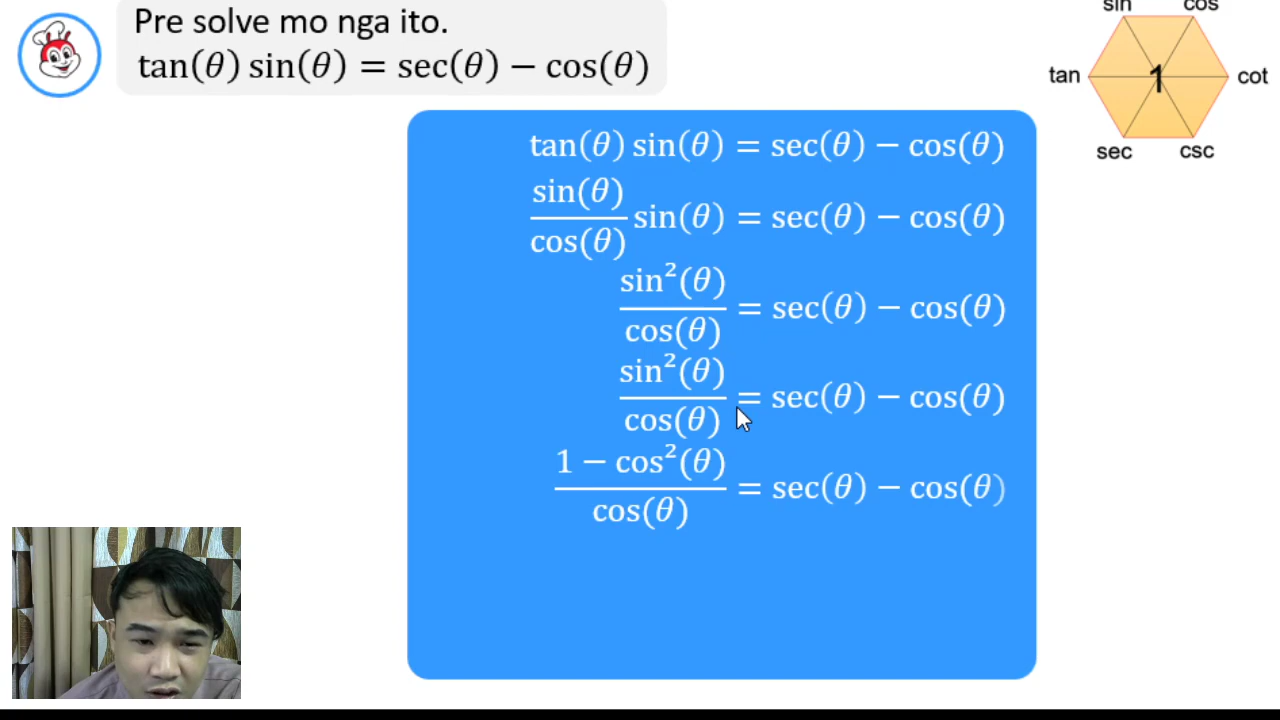 Pre solve mo nga ito.
tan(θ) sin(θ) = sec(θ) − cos(θ)
sin cos
tan 1 cot
sec csc
tan(θ) sin(θ) = sec(θ) − cos(θ)
sin(θ)/cos(θ) sin(θ) = sec(θ) − cos(θ)
sin²(θ)/cos(θ) = sec(θ) − cos(θ)
sin²(θ)/cos(θ) = sec(θ) − cos(θ)
1 − cos²(θ)/cos(θ) = sec(θ) − cos(θ)